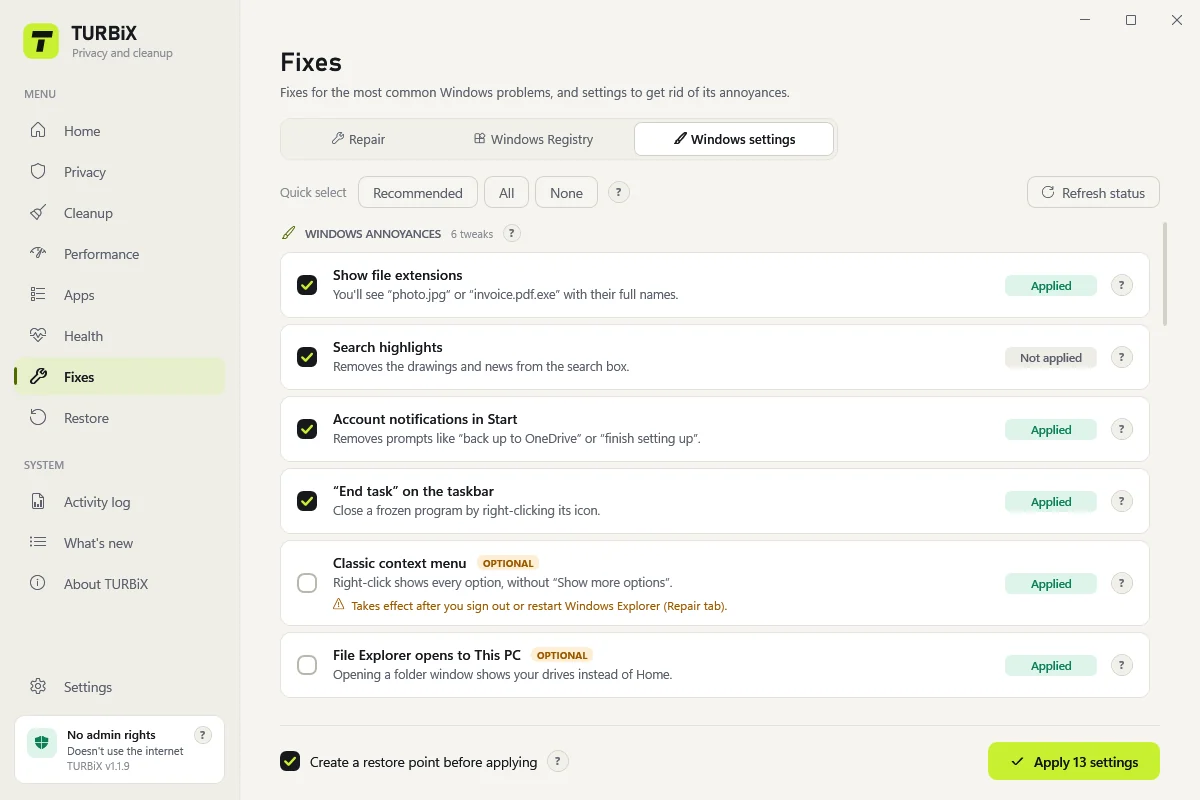 TURBiX
Privacy and cleanup
MENU
Home
Privacy
Cleanup
Performance
Apps
Health
Fixes
Restore
SYSTEM
Activity log
What's new
About TURBiX
Settings
No admin rights ?
Doesn't use the internet
TURBiX v1.1.9
Fixes
Fixes for the most common Windows problems, and settings to get rid of its annoyances.
Repair Windows Registry Windows settings
Quick select Recommended All None ? Refresh status
WINDOWS ANNOYANCES 6 tweaks ?
Show file extensions
You'll see “photo.jpg” or “invoice.pdf.exe” with their full names.
Applied ?
Search highlights
Removes the drawings and news from the search box.
Not applied ?
Account notifications in Start
Removes prompts like “back up to OneDrive” or “finish setting up”.
Applied ?
“End task” on the taskbar
Close a frozen program by right-clicking its icon.
Applied ?
Classic context menu OPTIONAL
Right-click shows every option, without “Show more options”.
Takes effect after you sign out or restart Windows Explorer (Repair tab).
Applied ?
File Explorer opens to This PC OPTIONAL
Opening a folder window shows your drives instead of Home.
Applied ?
Create a restore point before applying ?
Apply 13 settings